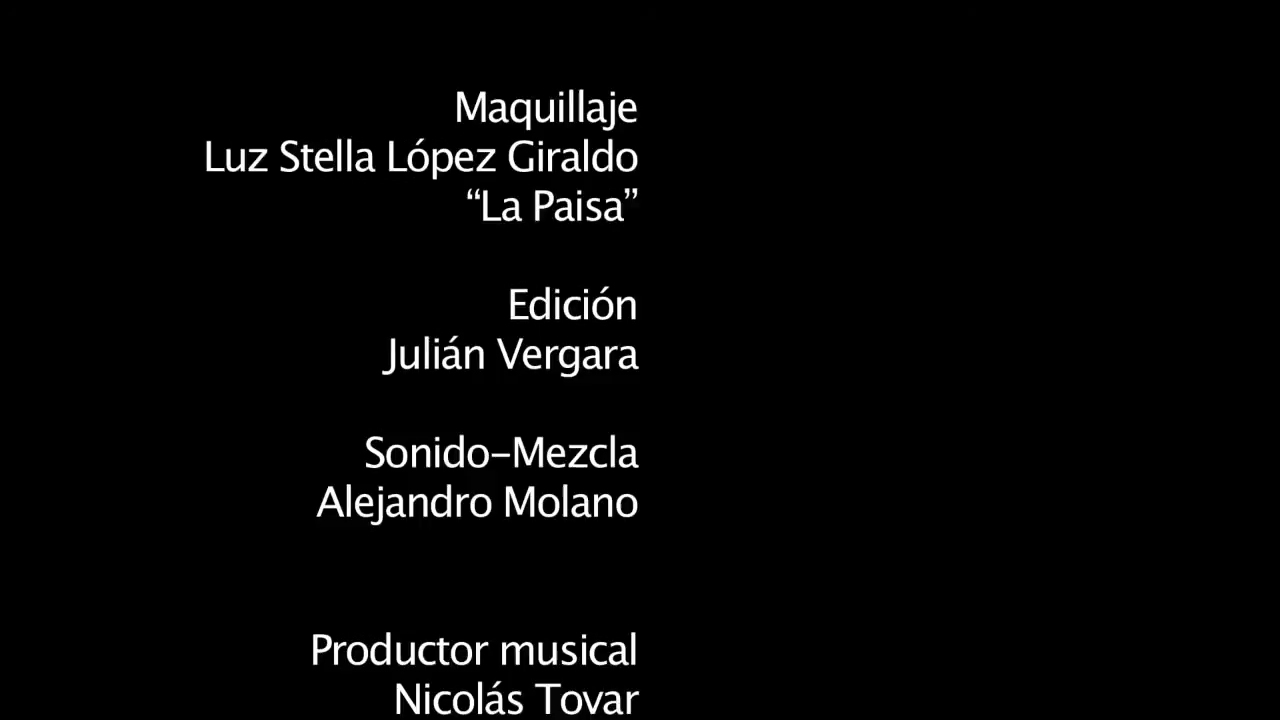 Maquillaje
Luz Stella López Giraldo
“La Paisa”
Edición
Julián Vergara
Sonido-Mezcla
Alejandro Molano
Productor musical
Nicolás Tovar